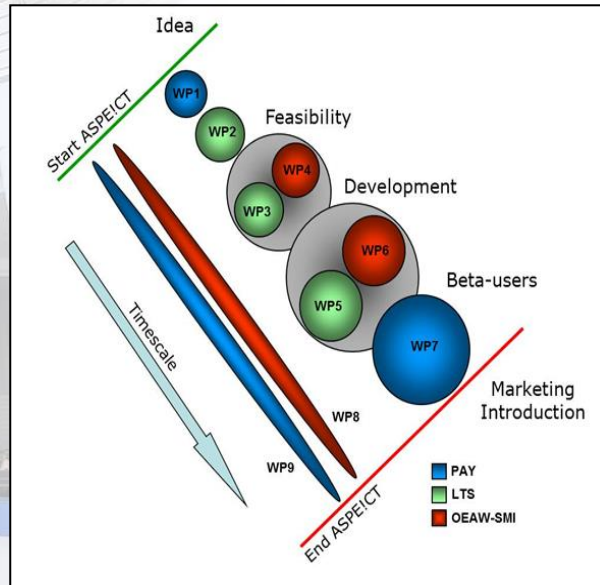 Idea
Start ASPE!CT
WP1
WP2
Feasibility
WP4
WP3
Development
WP6
WP5
Beta-users
WP7
Timescale
WP8
WP9
Marketing
Introduction
End ASPE!CT
PAY
LTS
OEAW-SMI